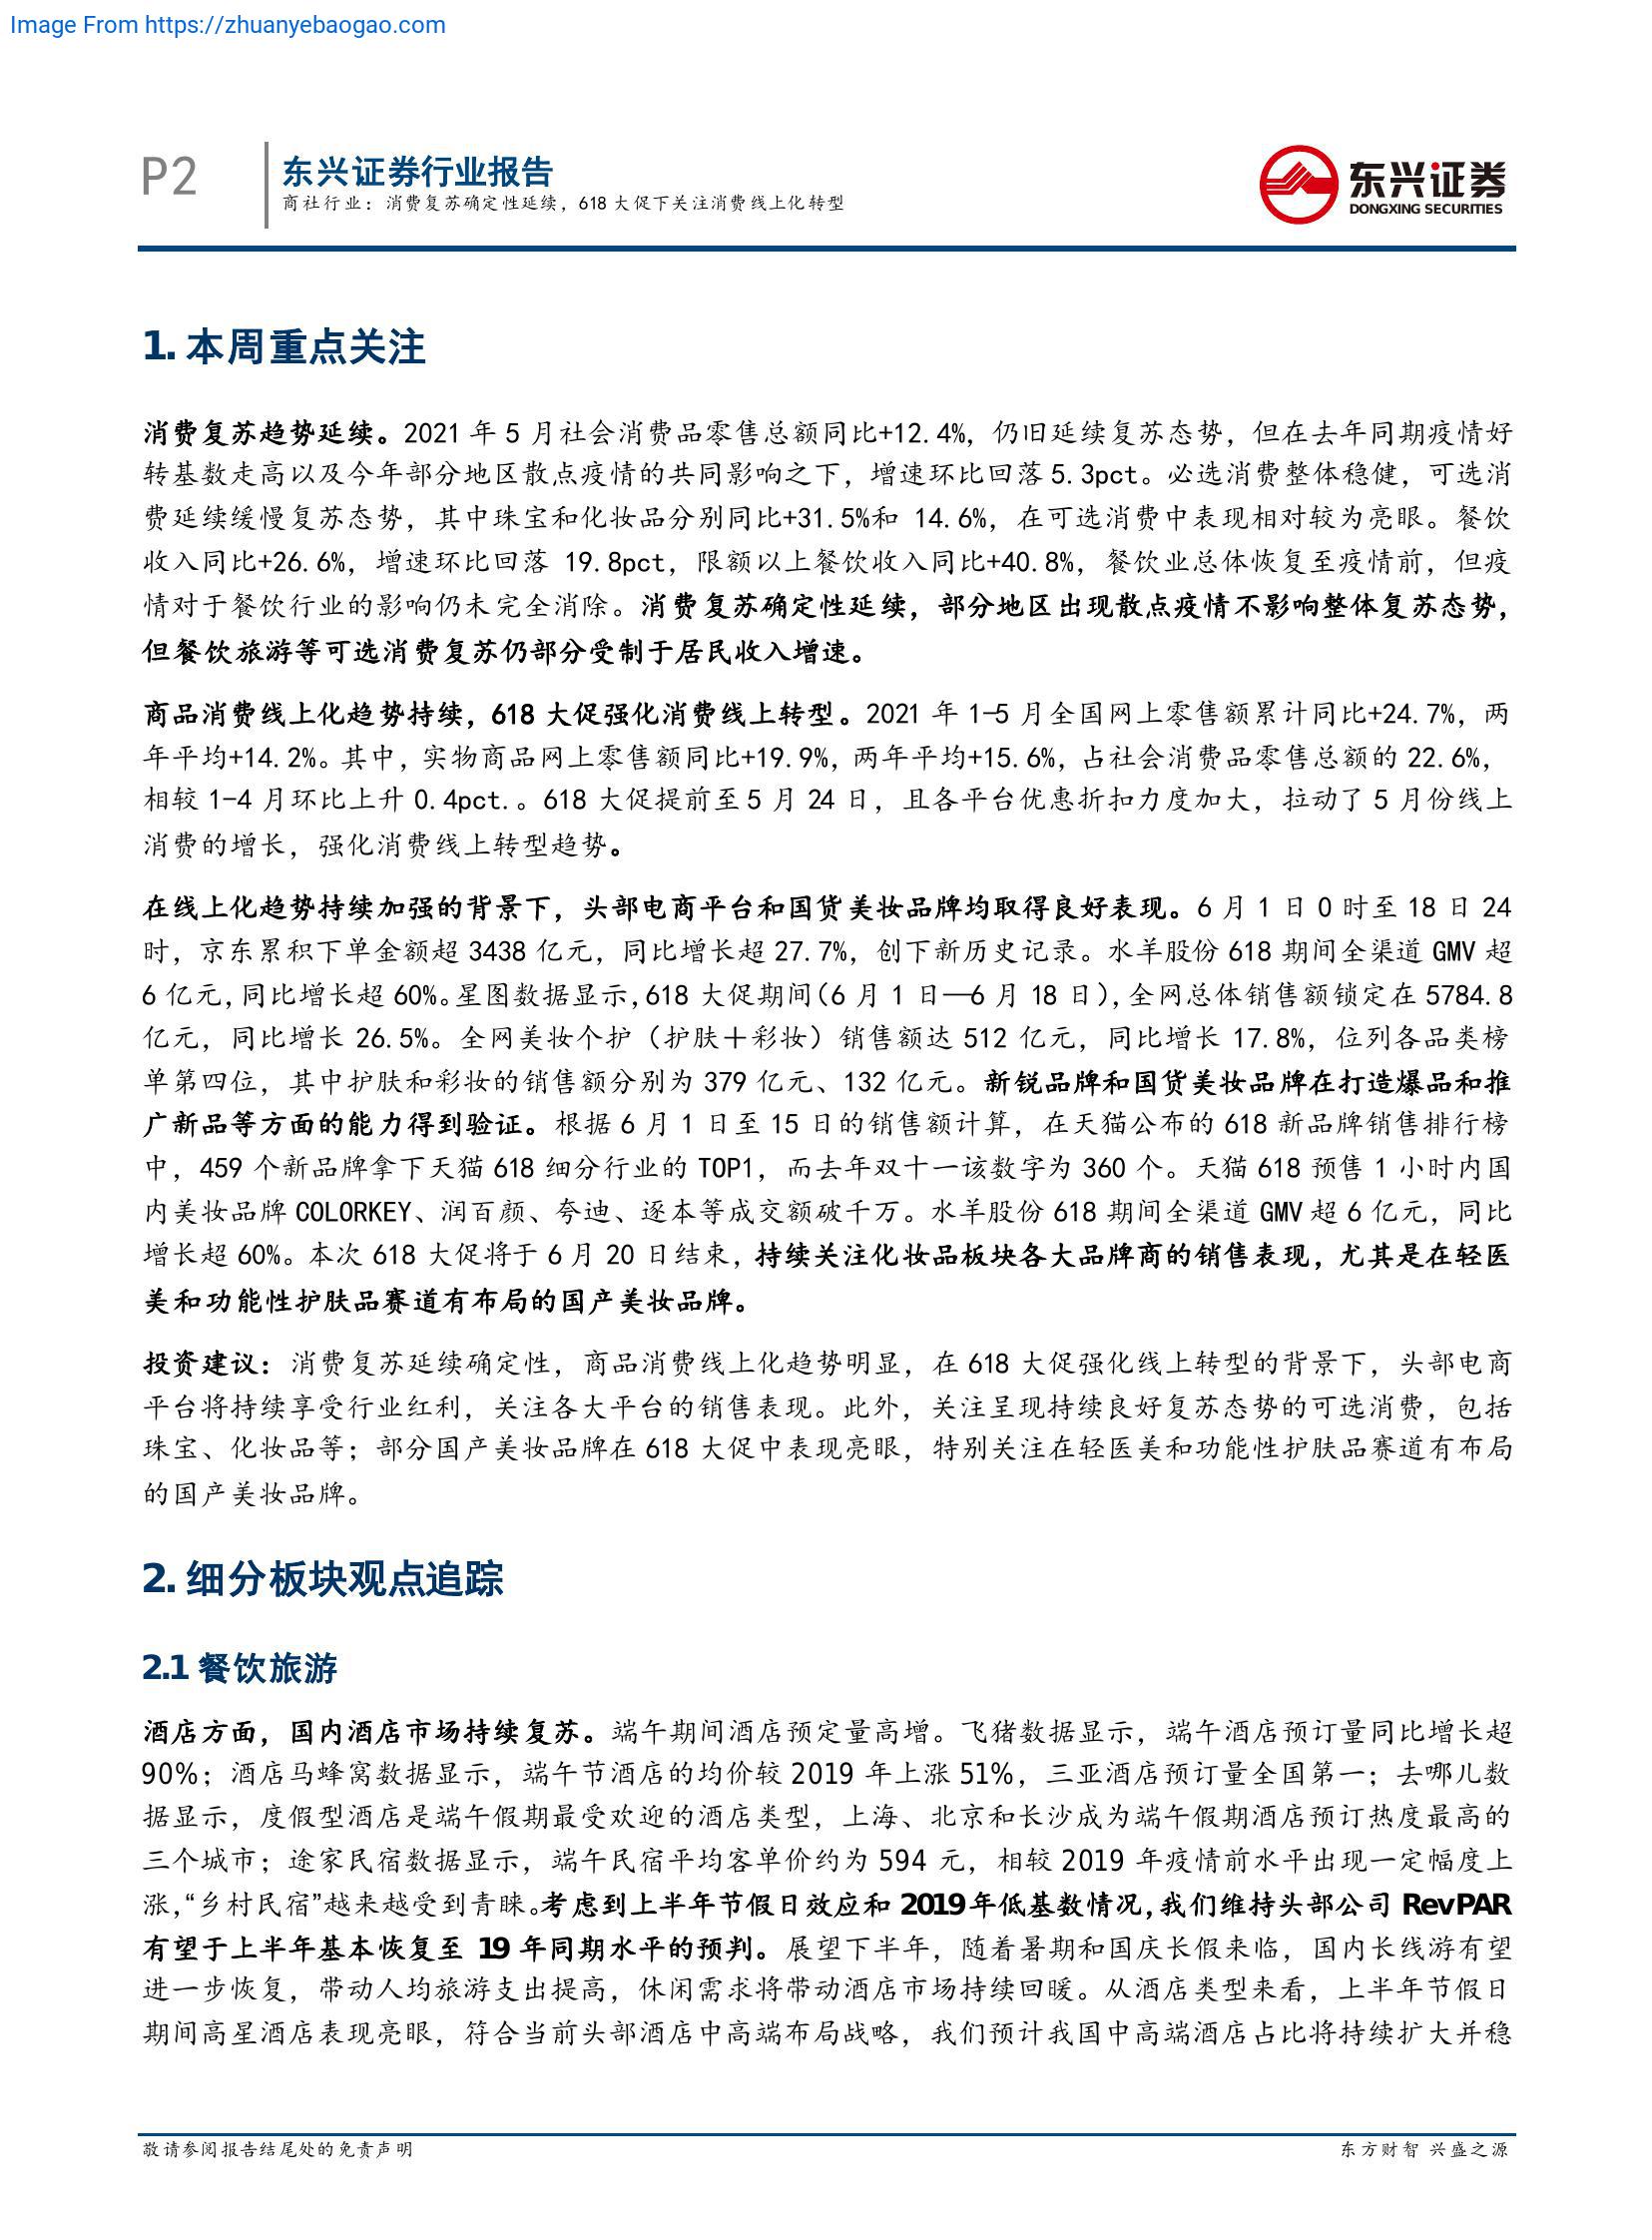 Image From https://zhuanyebaogao.com
P2
东兴证券行业报告
商社行业：消费复苏确定性延续，618 大促下关注消费线上化转型
东兴证券
DONGXING SECURITIES
1. 本周重点关注
消费复苏趋势延续。2021 年 5 月社会消费品零售总额同比+12.4%，仍旧延续复苏态势，但在去年同期疫情好
转基数走高以及今年部分地区散点疫情的共同影响之下，增速环比回落 5.3pct。必选消费整体稳健，可选消
费延续缓慢复苏态势，其中珠宝和化妆品分别同比+31.5%和 14.6%，在可选消费中表现相对较为亮眼。餐饮
收入同比+26.6%，增速环比回落 19.8pct，限额以上餐饮收入同比+40.8%，餐饮业总体恢复至疫情前，但疫
情对于餐饮行业的影响仍未完全消除。消费复苏确定性延续，部分地区出现散点疫情不影响整体复苏态势，
但餐饮旅游等可选消费复苏仍部分受制于居民收入增速。
商品消费线上化趋势持续，618 大促强化消费线上转型。2021 年 1-5 月全国网上零售额累计同比+24.7%，两
年平均+14.2%。其中，实物商品网上零售额同比+19.9%，两年平均+15.6%，占社会消费品零售总额的 22.6%，
相较 1-4 月环比上升 0.4pct.。618 大促提前至 5 月 24 日，且各平台优惠折扣力度加大，拉动了 5 月份线上
消费的增长，强化消费线上转型趋势。
在线上化趋势持续加强的背景下，头部电商平台和国货美妆品牌均取得良好表现。6 月 1 日 0 时至 18 日 24
时，京东累积下单金额超 3438 亿元，同比增长超 27.7%，创下新历史记录。水羊股份 618 期间全渠道 GMV 超
6 亿元，同比增长超 60%。星图数据显示，618 大促期间（6 月 1 日—6 月 18 日），全网总体销售额锁定在 5784.8
亿元，同比增长 26.5%。全网美妆个护（护肤＋彩妆）销售额达 512 亿元，同比增长 17.8%，位列各品类榜
单第四位，其中护肤和彩妆的销售额分别为 379 亿元、132 亿元。新锐品牌和国货美妆品牌在打造爆品和推
广新品等方面的能力得到验证。根据 6 月 1 日至 15 日的销售额计算，在天猫公布的 618 新品牌销售排行榜
中，459 个新品牌拿下天猫 618 细分行业的 TOP1，而去年双十一该数字为 360 个。天猫 618 预售 1 小时内国
内美妆品牌 COLORKEY、润百颜、夸迪、逐本等成交额破千万。水羊股份 618 期间全渠道 GMV 超 6 亿元，同比
增长超 60%。本次 618 大促将于 6 月 20 日结束，持续关注化妆品板块各大品牌商的销售表现，尤其是在轻医
美和功能性护肤品赛道有布局的国产美妆品牌。
投资建议：消费复苏延续确定性，商品消费线上化趋势明显，在 618 大促强化线上转型的背景下，头部电商
平台将持续享受行业红利，关注各大平台的销售表现。此外，关注呈现持续良好复苏态势的可选消费，包括
珠宝、化妆品等；部分国产美妆品牌在 618 大促中表现亮眼，特别关注在轻医美和功能性护肤品赛道有布局
的国产美妆品牌。
2. 细分板块观点追踪
2.1 餐饮旅游
酒店方面，国内酒店市场持续复苏。端午期间酒店预定量高增。飞猪数据显示，端午酒店预订量同比增长超
90%；酒店马蜂窝数据显示，端午节酒店的均价较 2019 年上涨 51%，三亚酒店预订量全国第一；去哪儿数
据显示，度假型酒店是端午假期最受欢迎的酒店类型，上海、北京和长沙成为端午假期酒店预订热度最高的
三个城市；途家民宿数据显示，端午民宿平均客单价约为 594 元，相较 2019 年疫情前水平出现一定幅度上
涨，“乡村民宿”越来越受到青睐。考虑到上半年节假日效应和 2019 年低基数情况，我们维持头部公司 RevPAR
有望于上半年基本恢复至 19 年同期水平的预判。展望下半年，随着暑期和国庆长假来临，国内长线游有望
进一步恢复，带动人均旅游支出提高，休闲需求将带动酒店市场持续回暖。从酒店类型来看，上半年节假日
期间高星酒店表现亮眼，符合当前头部酒店中高端布局战略，我们预计我国中高端酒店占比将持续扩大并稳
敬请参阅报告结尾处的免责声明
东方财智 兴盛之源